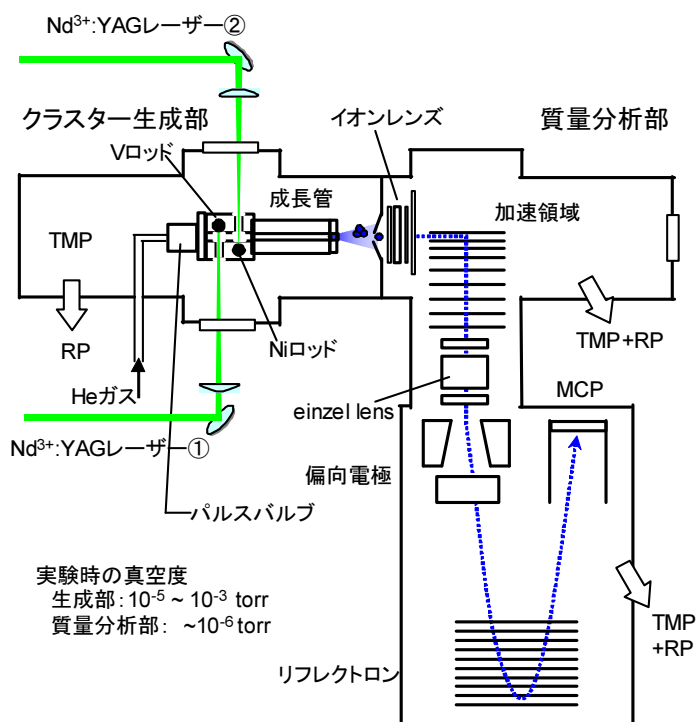 Nd³⁺:YAGレーザー②
クラスター生成部
イオンレンズ
質量分析部
Vロッド
成長管
加速領域
TMP
RP
Niロッド
TMP+RP
Heガス
einzel lens
MCP
Nd³⁺:YAGレーザー①
偏向電極
パルスバルブ
実験時の真空度
生成部：10⁻⁵ ~ 10⁻³ torr
質量分析部： ~10⁻⁶ torr
TMP
+RP
リフレクトロン